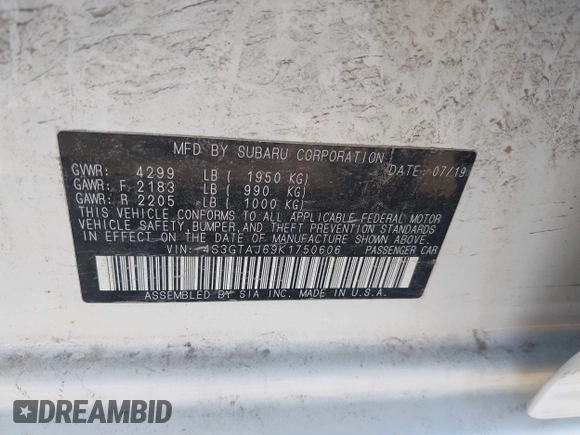 MFD BY SUBARU CORPORATION DATE: 07/19
GVWR: 4299 LB ( 1950 KG)
GAWR: F 2183 LB ( 990 KG)
GAWR: R 2205 LB ( 1000 KG)
THIS VEHICLE CONFORMS TO ALL APPLICABLE FEDERAL MOTOR
VEHICLE SAFETY, BUMPER, AND THEFT PREVENTION STANDARDS
IN EFFECT ON THE DATE OF MANUFACTURE SHOWN ABOVE.
VIN: 4S3GTAJ69K1750606 PASSENGER CAR
ASSEMBLED BY SIA INC. MADE IN U.S.A.
DREAMBID